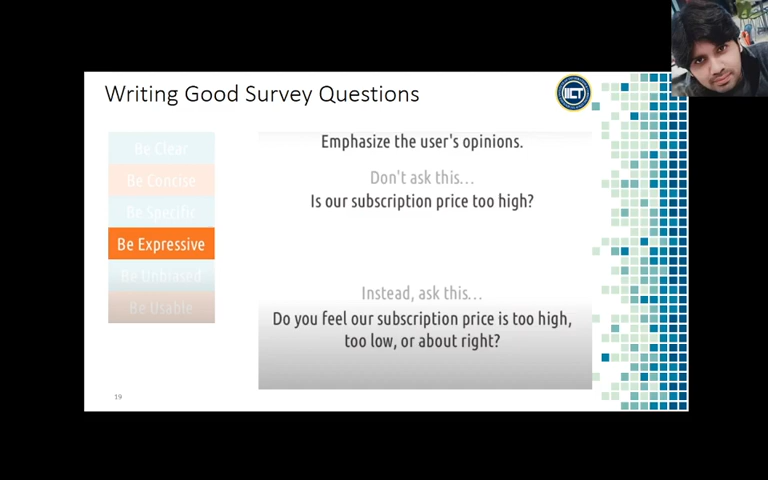 Writing Good Survey Questions
IICT
Be Clear
Be Concise
Be Specific
Be Expressive
Be Unbiased
Be Usable
Emphasize the user's opinions.
Don't ask this...
Is our subscription price too high?
Instead, ask this...
Do you feel our subscription price is too high,
too low, or about right?
19